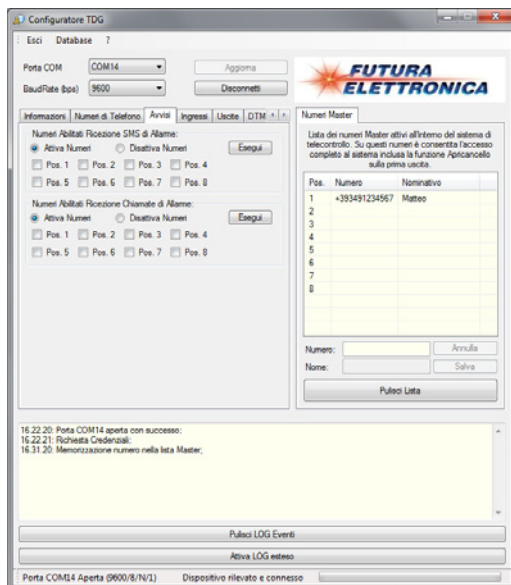 Configuratore TDG
Esci Database ?
Porta COM COM14 Aggiorna
BaudRate (bps) 9600 Disconnetti
FUTURA
ELETTRONICA
Informazioni Numeri di Telefono Avvisi Ingressi Uscite DTM
Numeri Abilitati Ricezione SMS di Allarme:
Attiva Numeri Disattiva Numeri Esegui
Pos. 1 Pos. 2 Pos. 3 Pos. 4
Pos. 5 Pos. 6 Pos. 7 Pos. 8
Numeri Abilitati Ricezione Chiamate di Allarme:
Attiva Numeri Disattiva Numeri Esegui
Pos. 1 Pos. 2 Pos. 3 Pos. 4
Pos. 5 Pos. 6 Pos. 7 Pos. 8
Numeri Master
Lista dei numeri Master attivi all'interno del sistema di
telecontrollo. Su questi numeri è consentita l'accesso
completo al sistema inclusa la funzione Apricancello
sulla prima uscita.
Pos. Numero Nominativo
1 +393491234567 Matteo
2
3
4
5
6
7
8
Numero: Annulla
Nome: Salva
Pulisci Lista
16.22.20: Porta COM14 aperta con successo;
16.22.21: Richiesta Credenziali;
16.31.20: Memorizzazione numero nella lista Master;
Pulisci LOG Eventi
Attiva LOG esteso
Porta COM14 Aperta (9600/8/N/1) Dispositivo rilevato e connesso